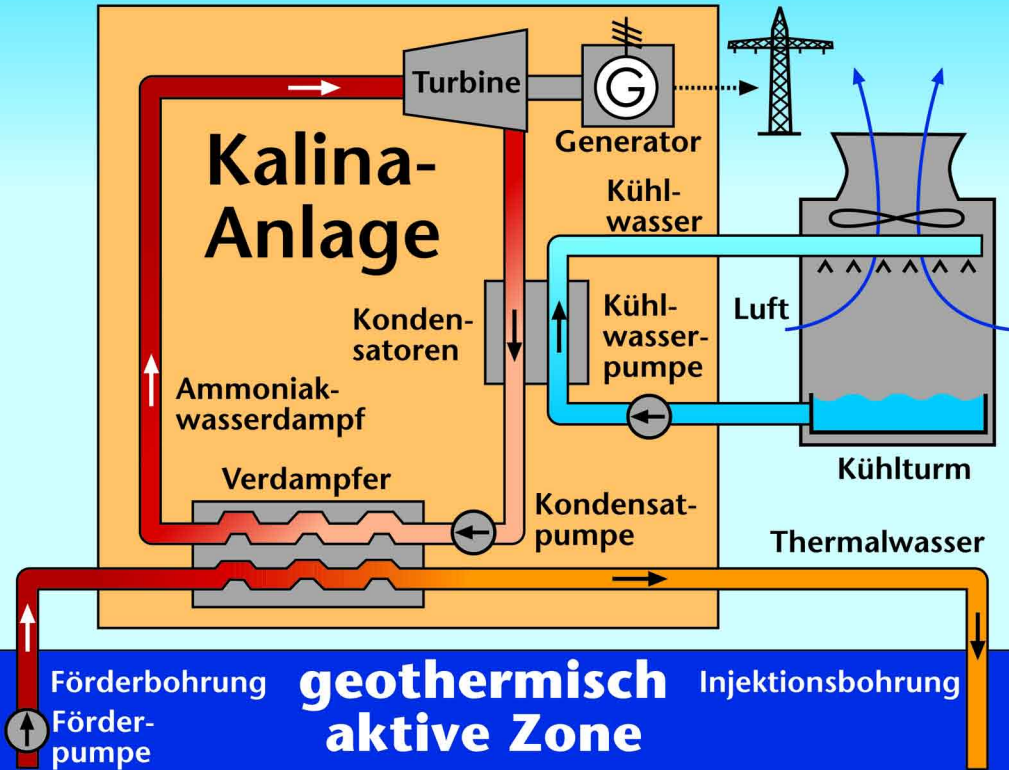 Turbine
G
Generator
Kalina-
Anlage
Kühl-
wasser
Luft
Konden-
satoren
Kühl-
wasser-
pumpe
Ammoniak-
wasserdampf
Kühlturm
Verdampfer
Kondensat-
pumpe
Thermalwasser
Förderbohrung
geothermisch
aktive Zone
Injektionsbohrung
Förder-
pumpe